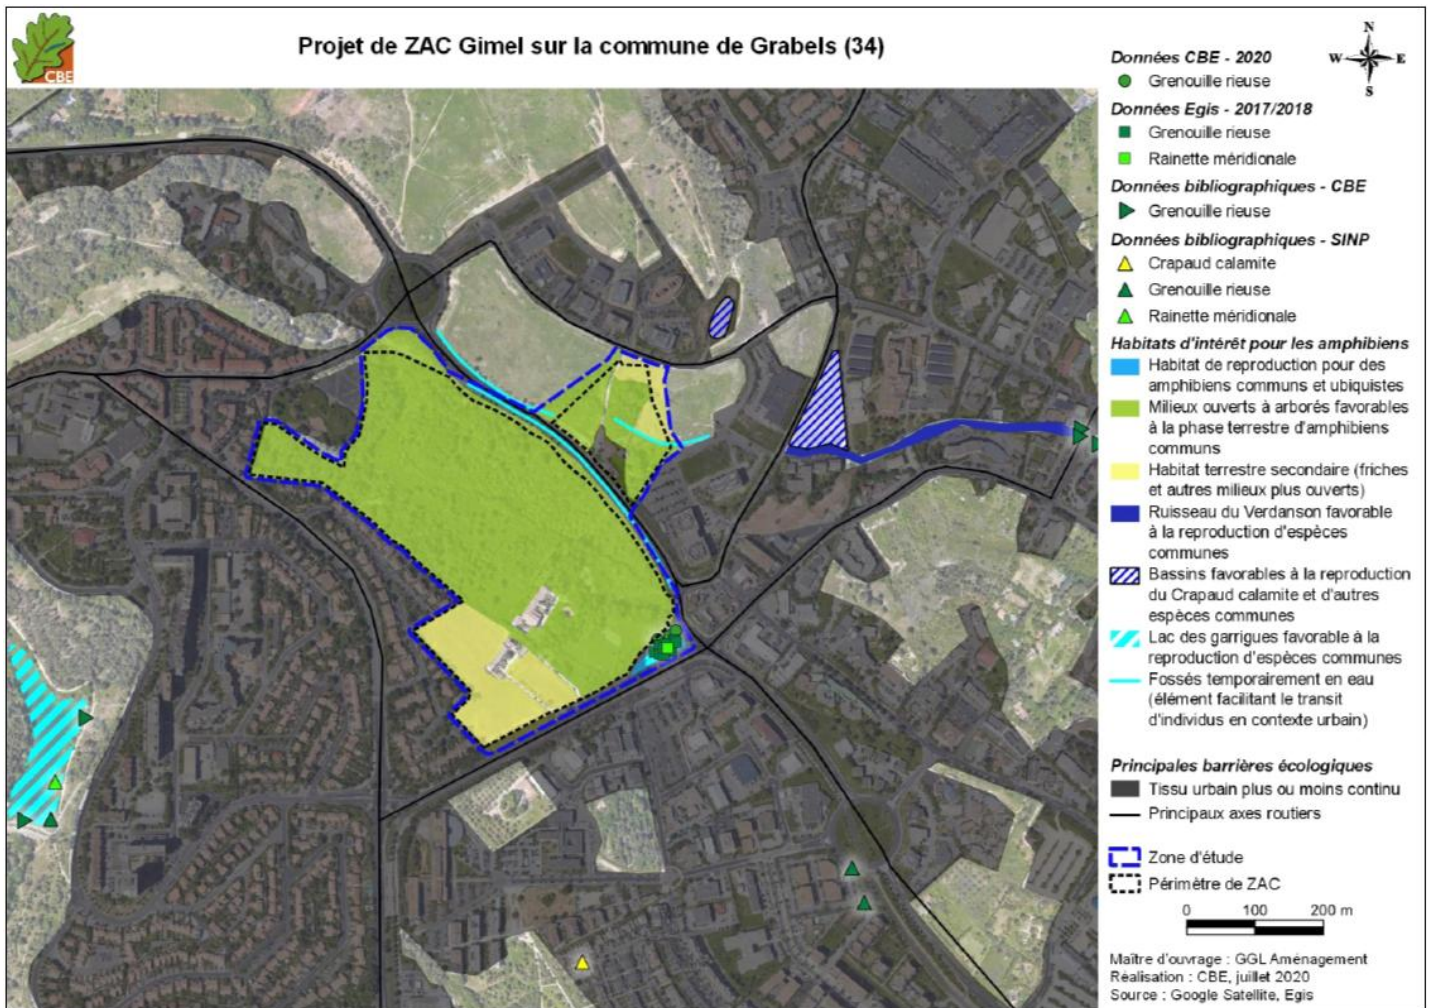 CBE
Projet de ZAC Gimel sur la commune de Grabels (34)
N
W E
S
Données CBE - 2020
Grenouille rieuse
Données Egis - 2017/2018
Grenouille rieuse
Rainette méridionale
Données bibliographiques - CBE
Grenouille rieuse
Données bibliographiques - SINP
Crapaud calamite
Grenouille rieuse
Rainette méridionale
Habitats d'intérêt pour les amphibiens
Habitat de reproduction pour des
amphibiens communs et ubiquistes
Milieux ouverts à arborés favorables
à la phase terrestre d'amphibiens
communs
Habitat terrestre secondaire (friches
et autres milieux plus ouverts)
Ruisseau du Verdanson favorable
à la reproduction d'espèces
communes
Bassins favorables à la reproduction
du Crapaud calamite et d'autres
espèces communes
Lac des garrigues favorable à la
reproduction d'espèces communes
Fossés temporairement en eau
(élément facilitant le transit
d'individus en contexte urbain)
Principales barrières écologiques
Tissu urbain plus ou moins continu
Principaux axes routiers
Zone d'étude
Périmètre de ZAC
0 100 200 m
Maître d'ouvrage : GGL Aménagement
Réalisation : CBE, juillet 2020
Source : Google Satellite, Egis